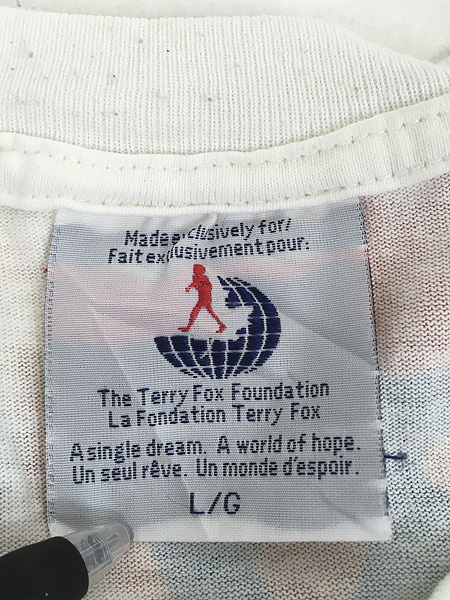 Made exclusively for/
Fait exclusivement pour:
The Terry Fox Foundation
La Fondation Terry Fox
A single dream. A world of hope.
Un seul rêve. Un monde d'espoir.
L/G